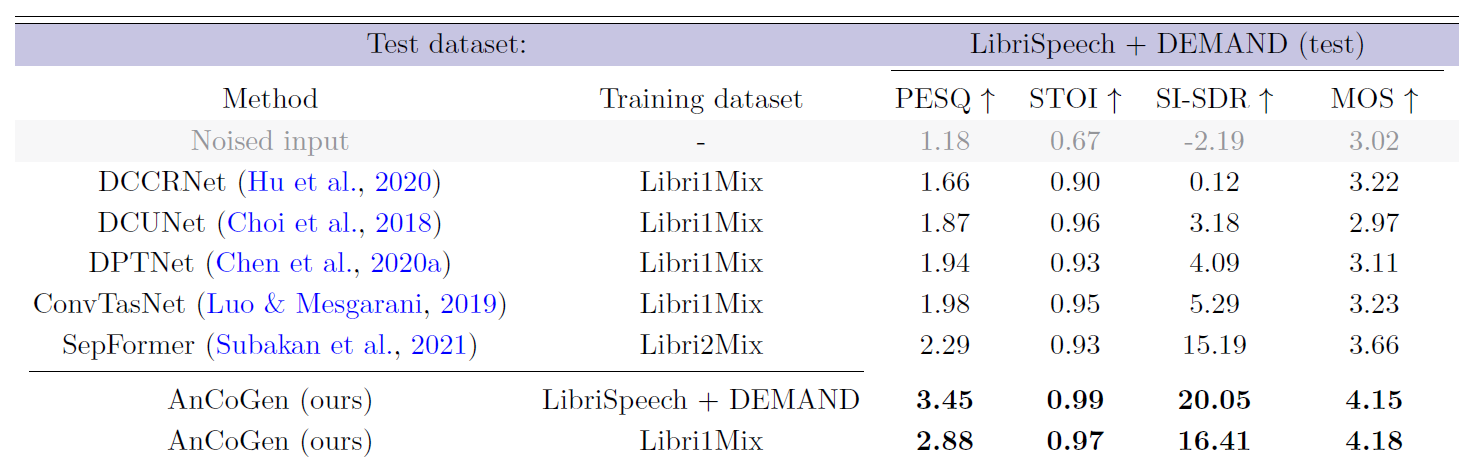 Test dataset: LibriSpeech + DEMAND (test)
Method Training dataset PESQ ↑ STOI ↑ SI-SDR ↑ MOS ↑
Noised input - 1.18 0.67 -2.19 3.02
DCCRNet (Hu et al., 2020) Libri1Mix 1.66 0.90 0.12 3.22
DCUNet (Choi et al., 2018) Libri1Mix 1.87 0.96 3.18 2.97
DPTNet (Chen et al., 2020a) Libri1Mix 1.94 0.93 4.09 3.11
ConvTasNet (Luo & Mesgarani, 2019) Libri1Mix 1.98 0.95 5.29 3.23
SepFormer (Subakan et al., 2021) Libri2Mix 2.29 0.93 15.19 3.66
AnCoGen (ours) LibriSpeech + DEMAND 3.45 0.99 20.05 4.15
AnCoGen (ours) Libri1Mix 2.88 0.97 16.41 4.18